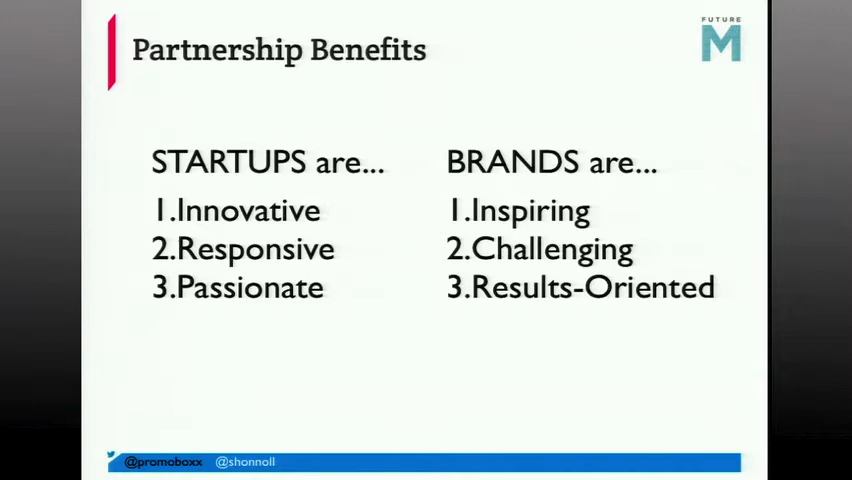 FUTURE
M
Partnership Benefits
STARTUPS are...
1.Innovative
2.Responsive
3.Passionate
BRANDS are...
1.Inspiring
2.Challenging
3.Results-Oriented
@promoboxx @shonnoll